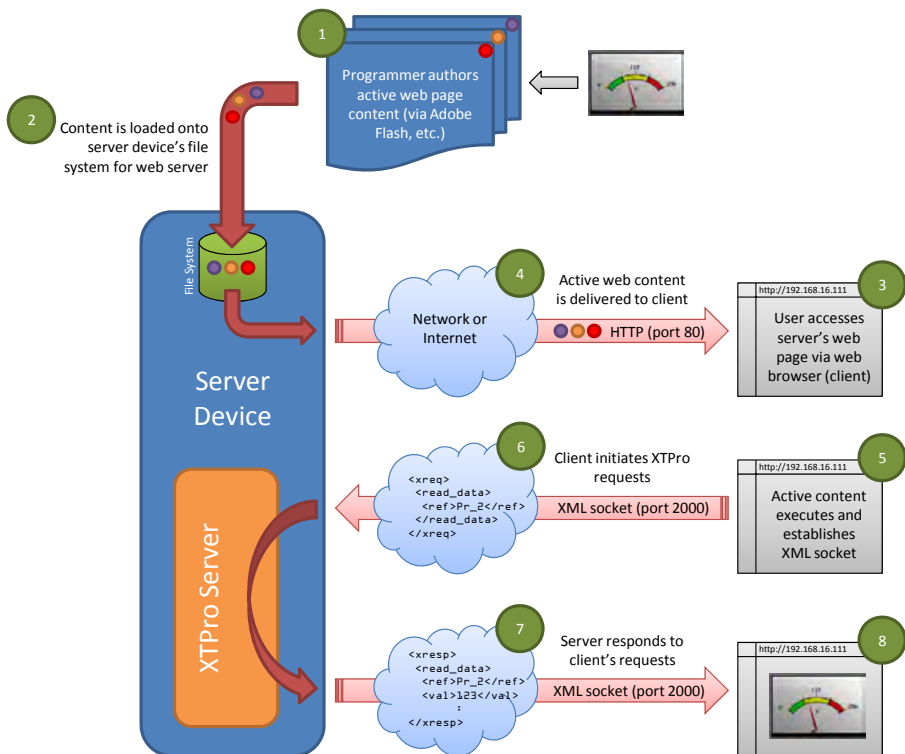 1
Programmer authors
active web page
content (via Adobe
Flash, etc.)
2
Content is loaded onto
server device's file
system for web server
File System
Server
Device
XTPro Server
4
Network or
Internet
Active web content
is delivered to client
HTTP (port 80)
3
http://192.168.16.111
User accesses
server's web
page via web
browser (client)
6
<xreq>
<read_data>
<ref>Pr_2</ref>
</read_data>
</xreq>
Client initiates XTPro
requests
XML socket (port 2000)
5
http://192.168.16.111
Active content
executes and
establishes
XML socket
7
<xresp>
<read_data>
<ref>Pr_2</ref>
<val>123</val>
:
</xresp>
Server responds to
client's requests
XML socket (port 2000)
8
http://192.168.16.111